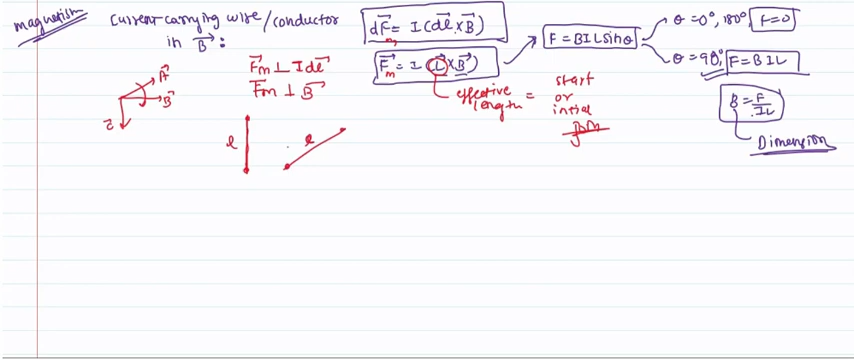 magnetism
Current carrying wire/conductor
in B⃗ :
dF⃗m = I (dl⃗ × B⃗)
F⃗m = I (L⃗ × B⃗)
F⃗m ⊥ I dl⃗
F⃗m ⊥ B⃗
effective length = start
or
initial
F = BIL sinθ
θ = 0°, 180°, F = 0
θ = 90°, F = BIL
B = F/IL
Dimension
A⃗
B⃗
C⃗
l
l